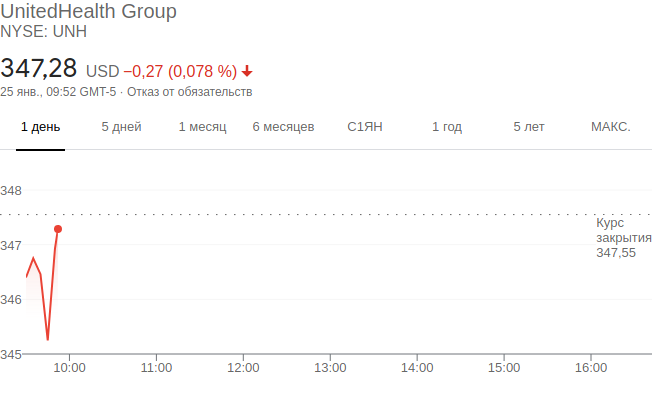 UnitedHealth Group
NYSE: UNH
347,28 USD −0,27 (0,078 %)
25 янв., 09:52 GMT-5 · Отказ от обязательств
1 день 5 дней 1 месяц 6 месяцев С1ЯН 1 год 5 лет МАКС.
348
347
346
345
Курс
закрытия
347,55
10:00 11:00 12:00 13:00 14:00 15:00 16:00